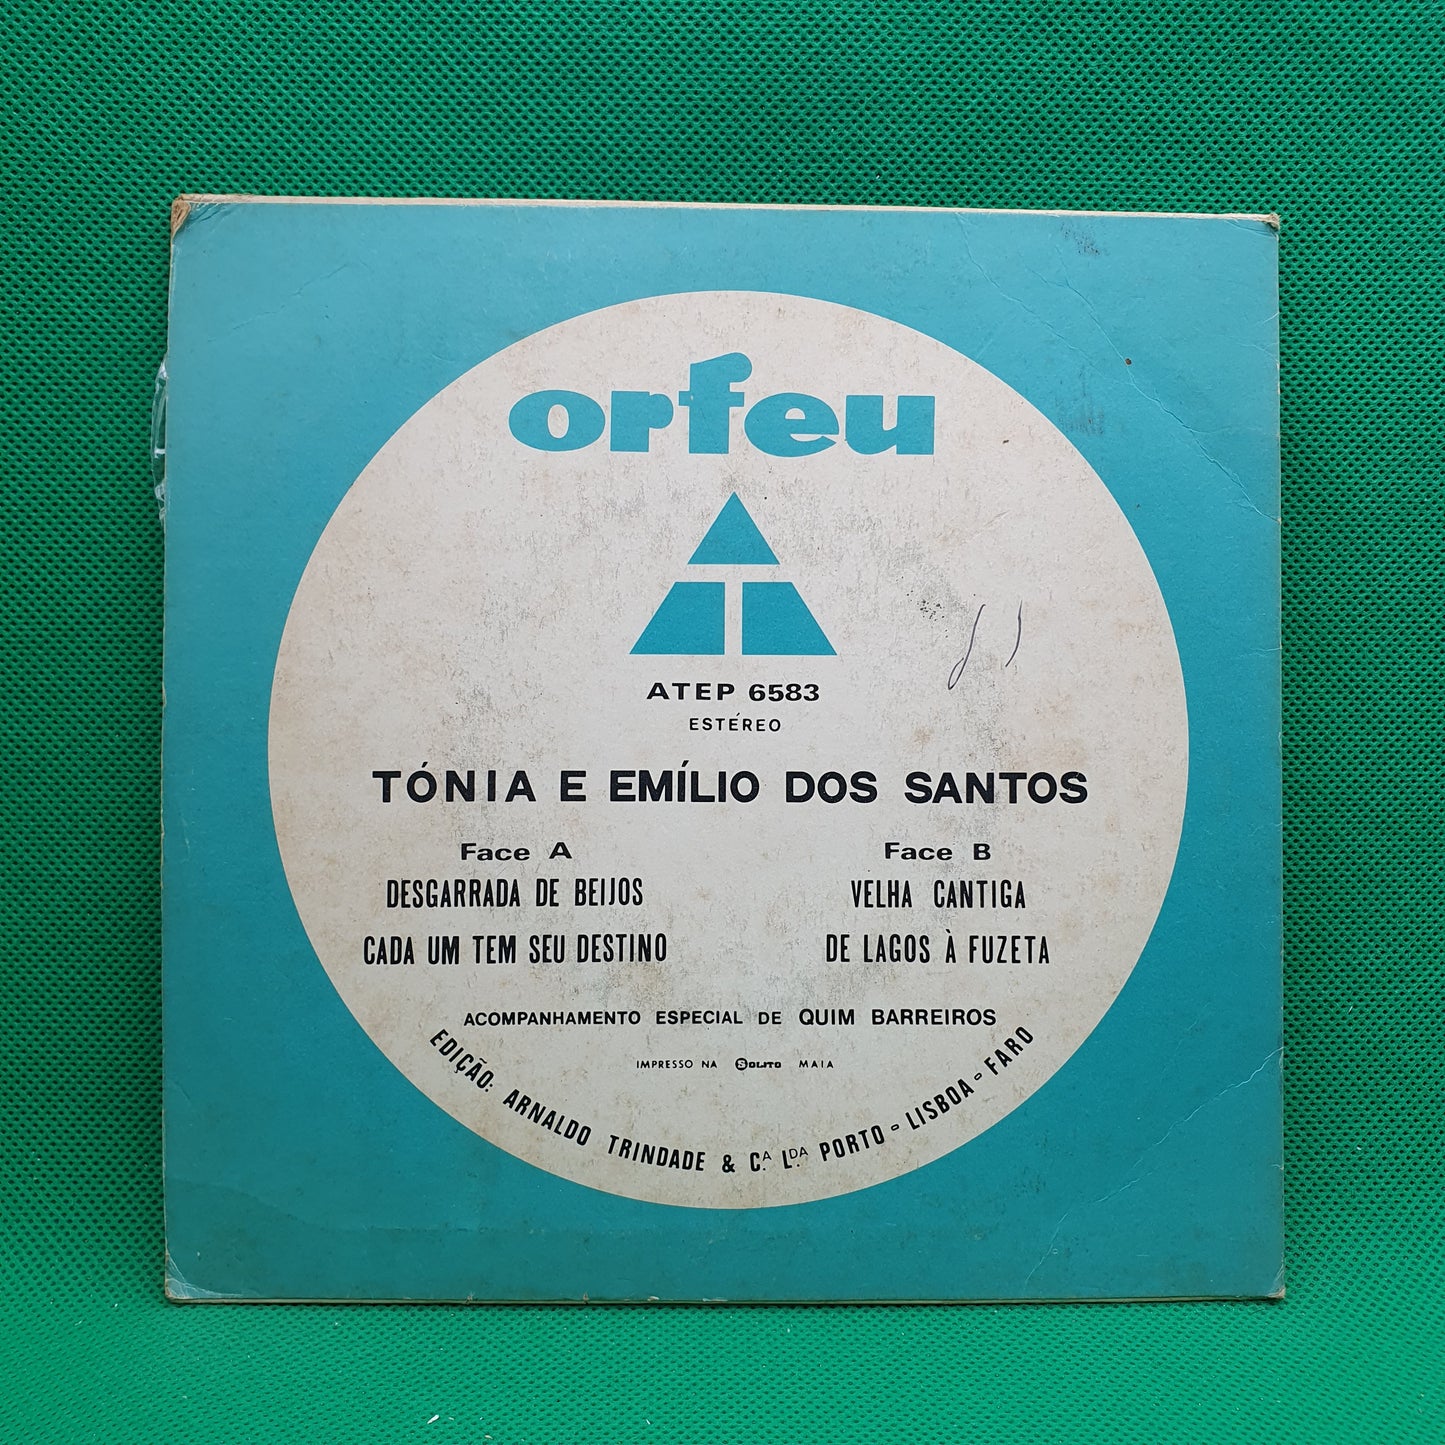 orfeu
ATEP 6583
ESTÉREO
TÓNIA E EMÍLIO DOS SANTOS
Face A
DESGARRADA DE BEIJOS
CADA UM TEM SEU DESTINO
Face B
VELHA CANTIGA
DE LAGOS À FUZETA
ACOMPANHAMENTO ESPECIAL DE QUIM BARREIROS
IMPRESSO NA SOLITO MAIA
EDIÇÃO: ARNALDO TRINDADE & C.ᴬ L.ᴰᴬ PORTO - LISBOA - FARO